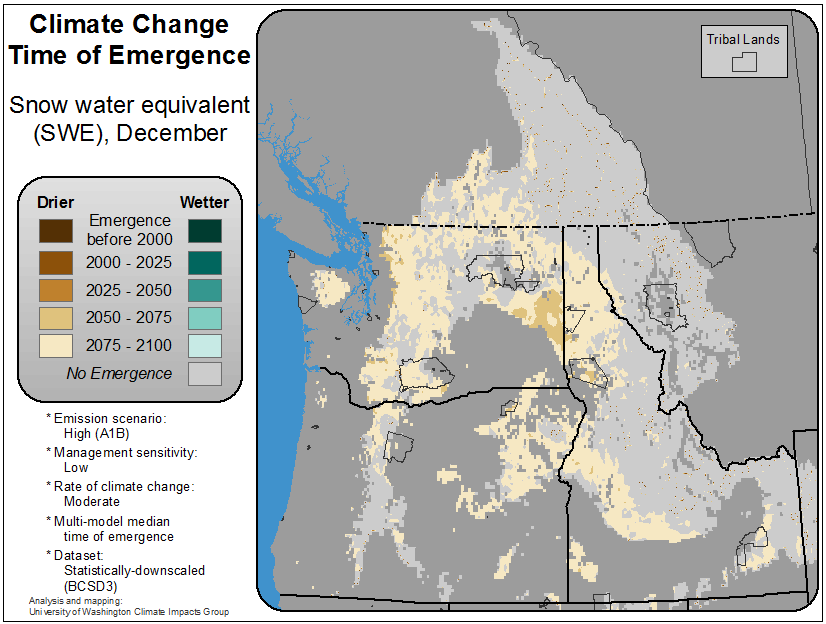 Climate Change
Time of Emergence
Snow water equivalent
(SWE), December
Drier
Wetter
Emergence
before 2000
2000 - 2025
2025 - 2050
2050 - 2075
2075 - 2100
No Emergence
* Emission scenario:
High (A1B)
* Management sensitivity:
Low
* Rate of climate change:
Moderate
* Multi-model median
time of emergence
* Dataset:
Statistically-downscaled
(BCSD3)
Analysis and mapping:
University of Washington Climate Impacts Group
Tribal Lands